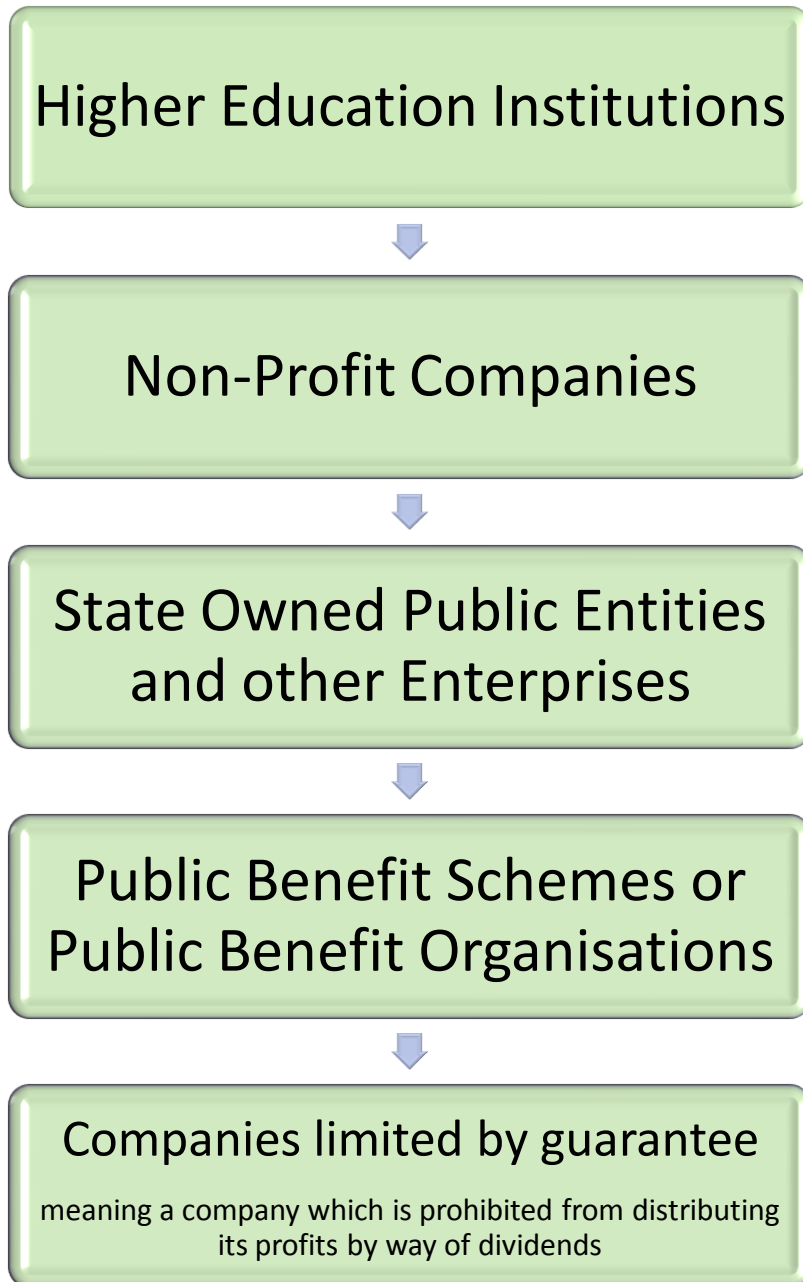 Higher Education Institutions
Non-Profit Companies
State Owned Public Entities
and other Enterprises
Public Benefit Schemes or
Public Benefit Organisations
Companies limited by guarantee
meaning a company which is prohibited from distributing
its profits by way of dividends